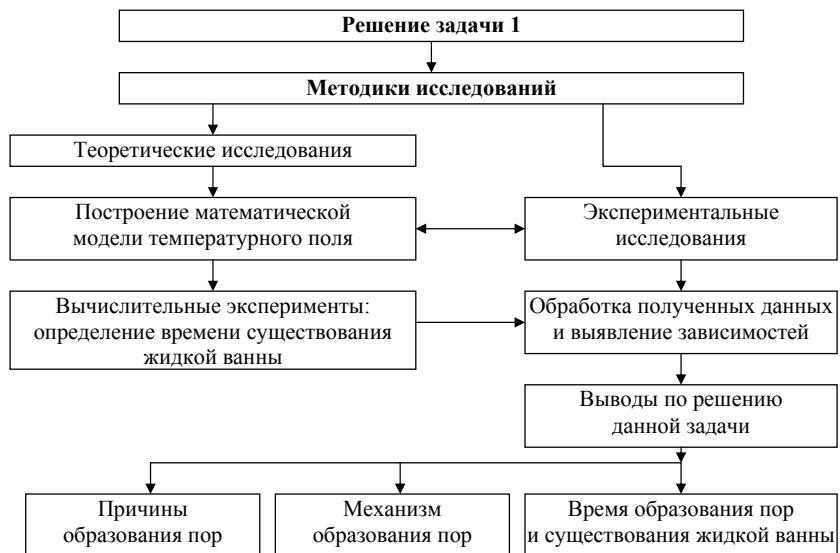 Решение задачи 1
Методики исследований
Теоретические исследования
Построение математической
модели температурного поля
Экспериментальные
исследования
Вычислительные эксперименты:
определение времени существования
жидкой ванны
Обработка полученных данных
и выявление зависимостей
Выводы по решению
данной задачи
Причины
образования пор
Механизм
образования пор
Время образования пор
и существования жидкой ванны